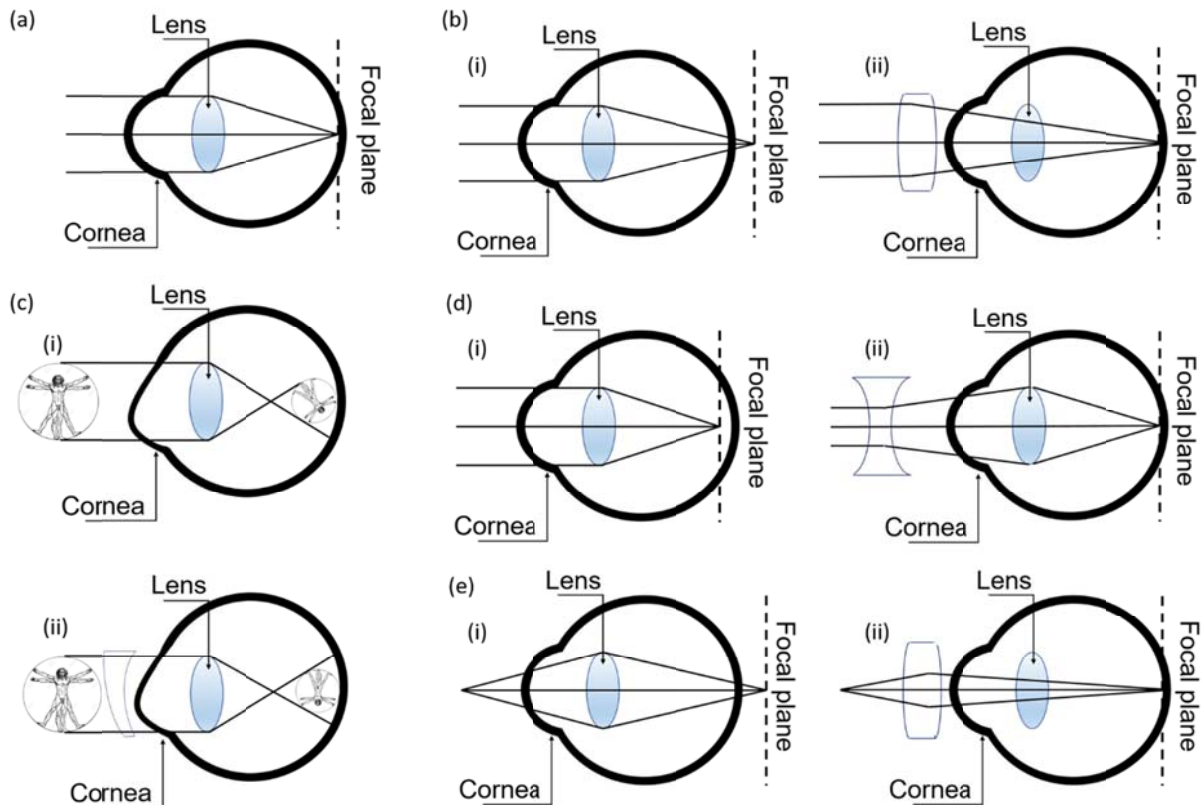 (a)
Lens
Focal plane
Cornea
(b)
(i)
Lens
Focal plane
Cornea
(ii)
Lens
Focal plane
Cornea
(c)
(i)
Lens
Cornea
(ii)
Lens
Cornea
(d)
(i)
Lens
Focal plane
Cornea
(ii)
Lens
Focal plane
Cornea
(e)
(i)
Lens
Focal plane
Cornea
(ii)
Lens
Focal plane
Cornea